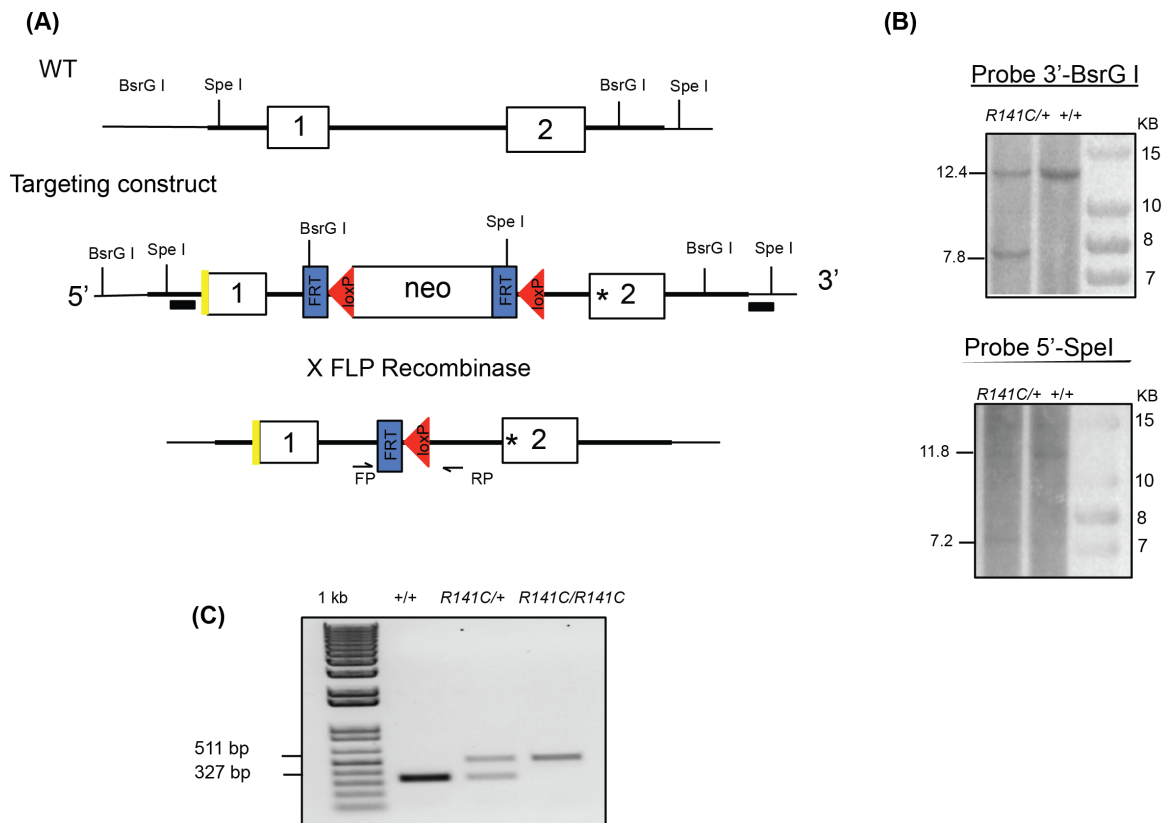 (A)
WT
BsrG I
Spe I
BsrG I
Spe I
1
2
Targeting construct
BsrG I
Spe I
BsrG I
Spe I
BsrG I
Spe I
5'
1
FRT
loxP
neo
FRT
loxP
* 2
3'
X FLP Recombinase
1
FRT
loxP
* 2
FP
RP
(B)
Probe 3'-BsrG I
R141C/+ +/+
KB
15
12.4
10
8
7.8
7
Probe 5'-SpeI
R141C/+ +/+
KB
15
11.8
10
8
7.2
7
(C)
1 kb +/+ R141C/+ R141C/R141C
511 bp
327 bp